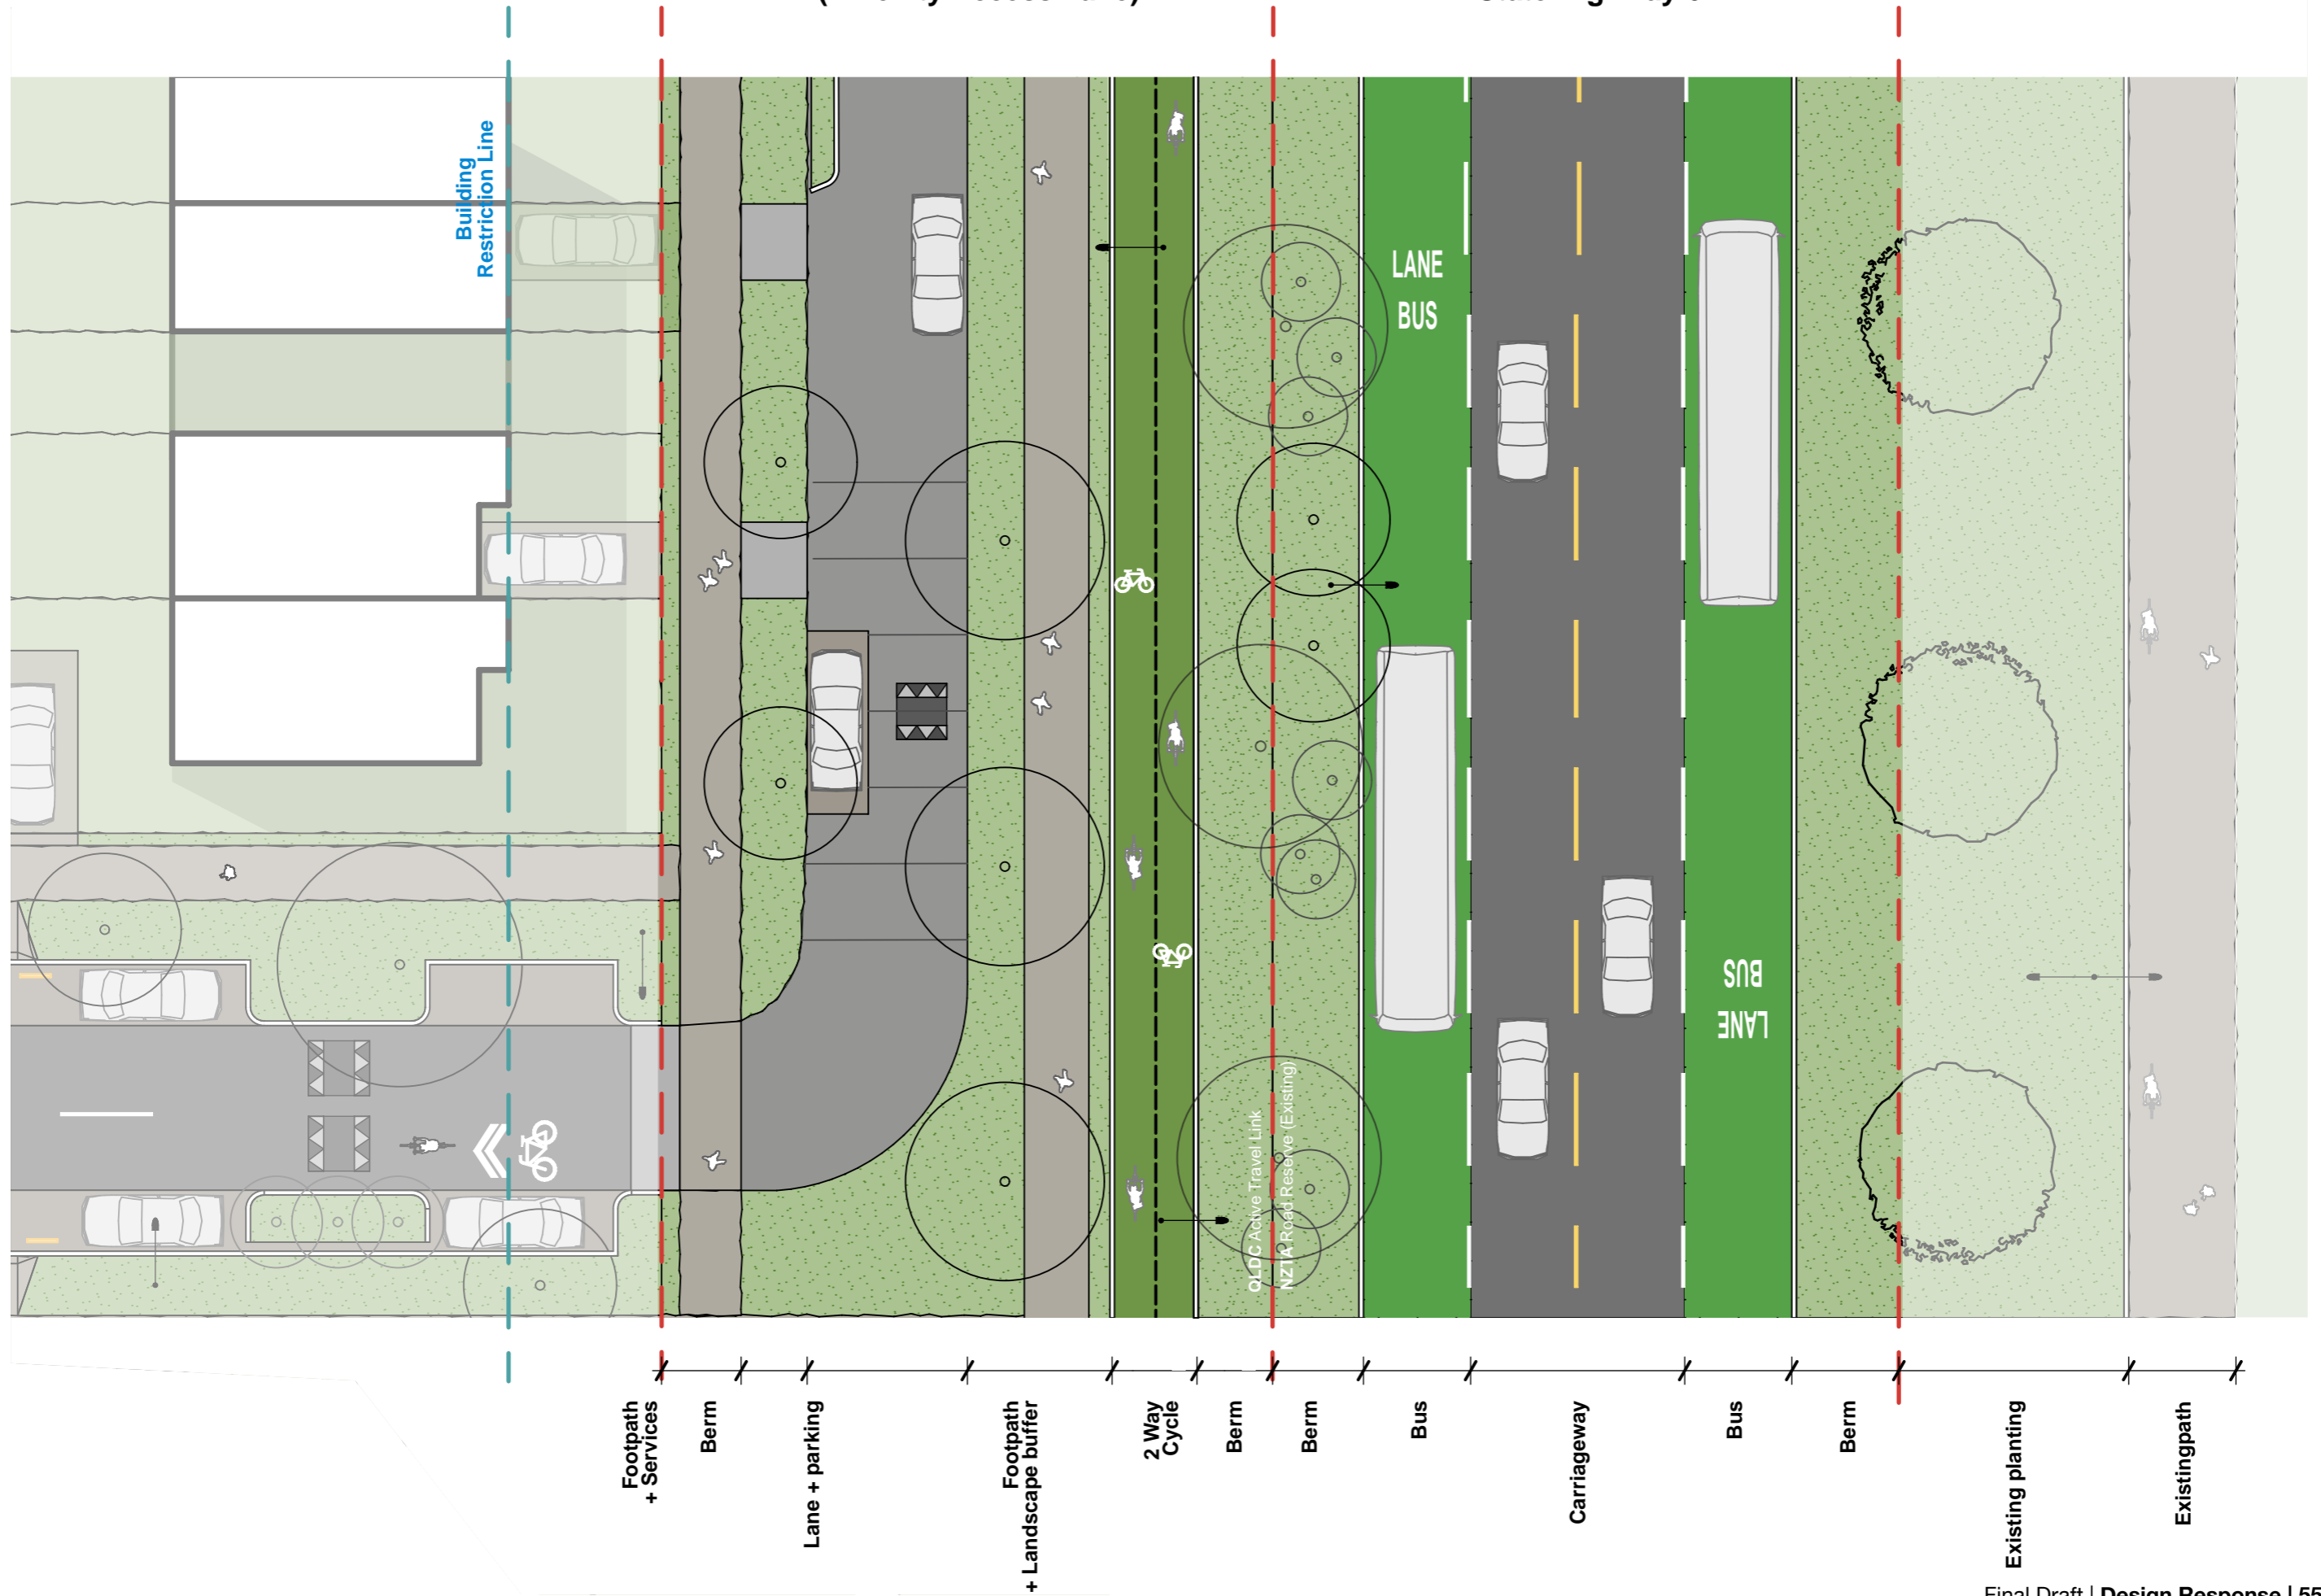 Building
Restriction Line
LANE
BUS
BUS
LANE
QLDC Active Travel Link
NZTA Road Reserve (Existing)
Footpath
+ Services
Berm
Lane + parking
Footpath
+ Landscape buffer
2 Way
Cycle
Berm
Berm
Bus
Carriageway
Bus
Berm
Existing planting
Existingpath
Final Draft | Design Response | 55